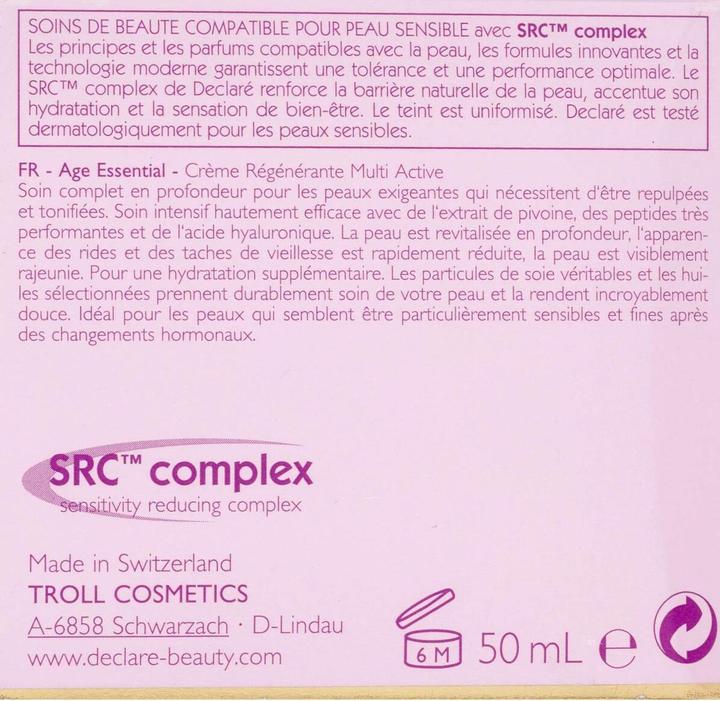 SOINS DE BEAUTE COMPATIBLE POUR PEAU SENSIBLE avec SRC™ complex
Les principes et les parfums compatibles avec la peau, les formules innovantes et la
technologie moderne garantissent une tolérance et une performance optimale. Le
SRC™ complex de Declaré renforce la barrière naturelle de la peau, accentue son
hydratation et la sensation de bien-être. Le teint est uniformisé. Declaré est testé
dermatologiquement pour les peaux sensibles.
FR - Age Essential - Crème Régénérante Multi Active
Soin complet en profondeur pour les peaux exigeantes qui nécessitent d'être repulpées
et tonifiées. Soin intensif hautement efficace avec de l'extrait de pivoine, des peptides très
performantes et de l'acide hyaluronique. La peau est revitalisée en profondeur, l'apparen-
ce des rides et des taches de vieillesse est rapidement réduite, la peau est visiblement
rajeunie. Pour une hydratation supplémentaire. Les particules de soie véritables et les hui-
les sélectionnées prennent durablement soin de votre peau et la rendent incroyablement
douce. Idéal pour les peaux qui semblent être particulièrement sensibles et fines après
des changements hormonaux.
SRC™ complex
sensitivity reducing complex
Made in Switzerland
TROLL COSMETICS
A-6858 Schwarzach · D-Lindau
www.declare-beauty.com
6 M
50 mL ℮